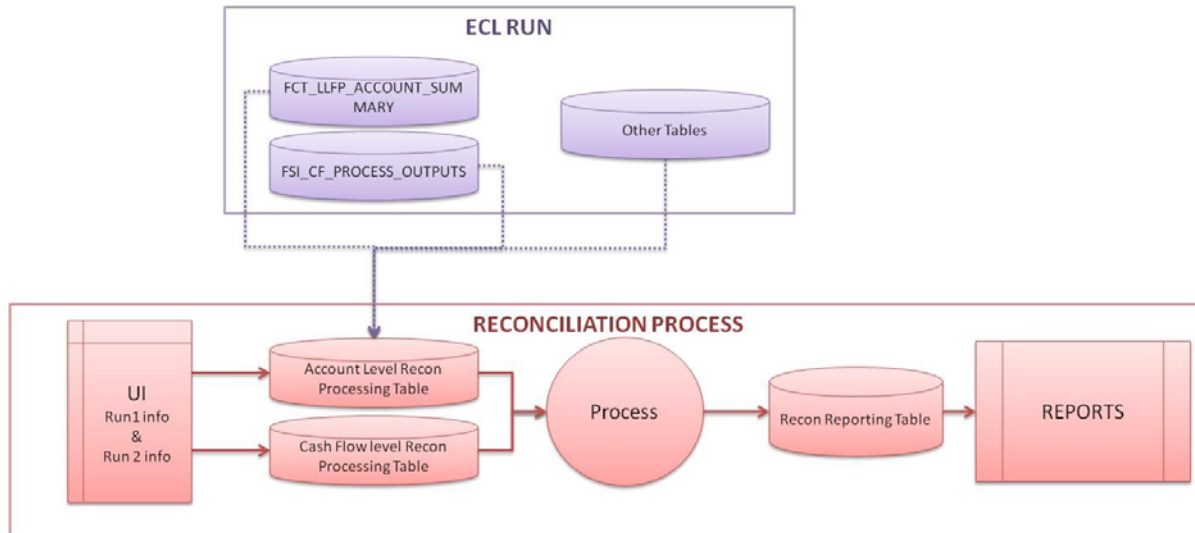 ECL RUN
FCT_LLFP_ACCOUNT_SUM
MARY
Other Tables
FSI_CF_PROCESS_OUTPUTS
RECONCILIATION PROCESS
UI
Run1 info
&
Run 2 info
Account Level Recon
Processing Table
Cash Flow level Recon
Processing Table
Process
Recon Reporting Table
REPORTS